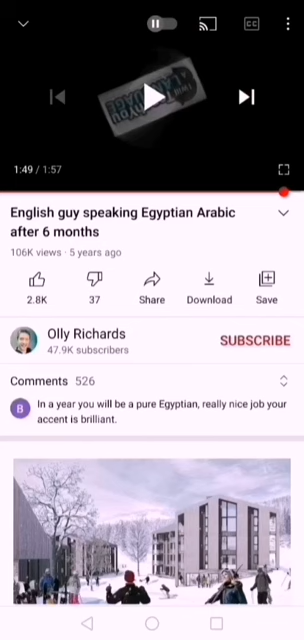 CC
1:49 / 1:57
English guy speaking Egyptian Arabic
after 6 months
106K views · 5 years ago
2.8K
37
Share
Download
Save
Olly Richards
47.9K subscribers
SUBSCRIBE
Comments 526
B
In a year you will be a pure Egyptian, really nice job your
accent is brilliant.